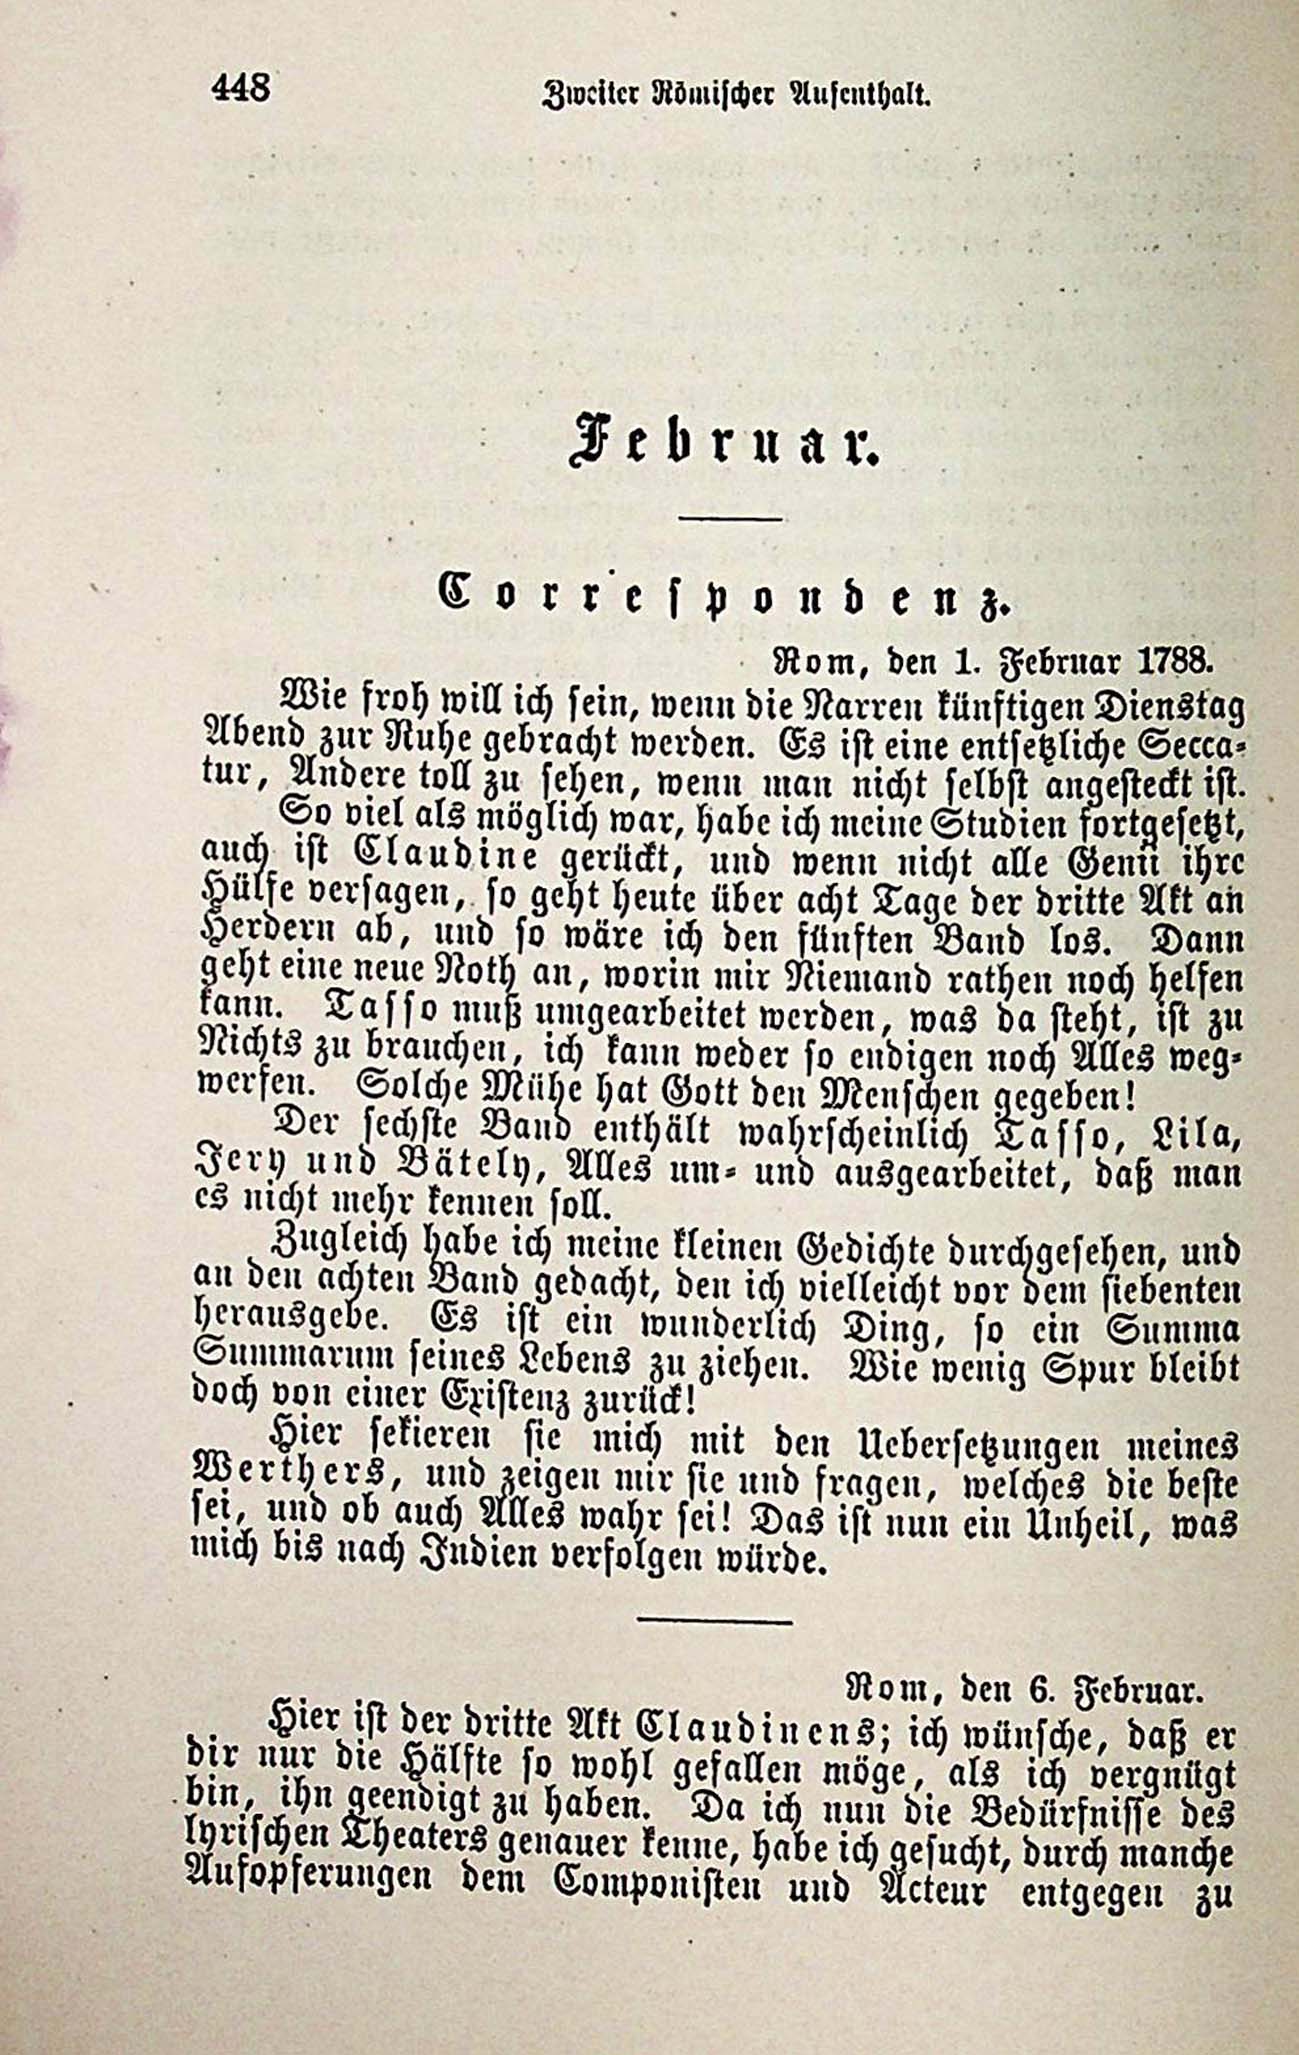 448 Zweiter Römischer Aufenthalt.
Februar.
Correspondenz.
Rom, den 1. Februar 1788.
Wie froh will ich sein, wenn die Narren künftigen Dienstag
Abend zur Ruhe gebracht werden. Es ist eine entsetzliche Secca-
tur, Andere toll zu sehen, wenn man nicht selbst angesteckt ist.
So viel als möglich war, habe ich meine Studien fortgesetzt,
auch ist Claudine gerückt, und wenn nicht alle Genii ihre
Hülfe versagen, so geht heute über acht Tage der dritte Akt an
Herdern ab, und so wäre ich den fünften Band los. Dann
geht eine neue Noth an, worin mir Niemand rathen noch helfen
kann. Tasso muß umgearbeitet werden, was da steht, ist zu
Nichts zu brauchen, ich kann weder so endigen noch Alles weg-
werfen. Solche Mühe hat Gott den Menschen gegeben!
Der sechste Band enthält wahrscheinlich Tasso, Lila,
Jery und Bätely, Alles um- und ausgearbeitet, daß man
es nicht mehr kennen soll.
Zugleich habe ich meine kleinen Gedichte durchgesehen, und
an den achten Band gedacht, den ich vielleicht vor dem siebenten
herausgebe. Es ist ein wunderlich Ding, so ein Summa
Summarum seines Lebens zu ziehen. Wie wenig Spur bleibt
doch von einer Existenz zurück!
Hier sekieren sie mich mit den Uebersetzungen meines
Werthers, und zeigen mir sie und fragen, welches die beste
sei, und ob auch Alles wahr sei! Das ist nun ein Unheil, was
mich bis nach Indien verfolgen würde.
Rom, den 6. Februar.
Hier ist der dritte Akt Claudinens; ich wünsche, daß er
dir nur die Hälfte so wohl gefallen möge, als ich vergnügt
bin, ihn geendigt zu haben. Da ich nun die Bedürfnisse des
lyrischen Theaters genauer kenne, habe ich gesucht, durch manche
Aufopferungen dem Componisten und Acteur entgegen zu